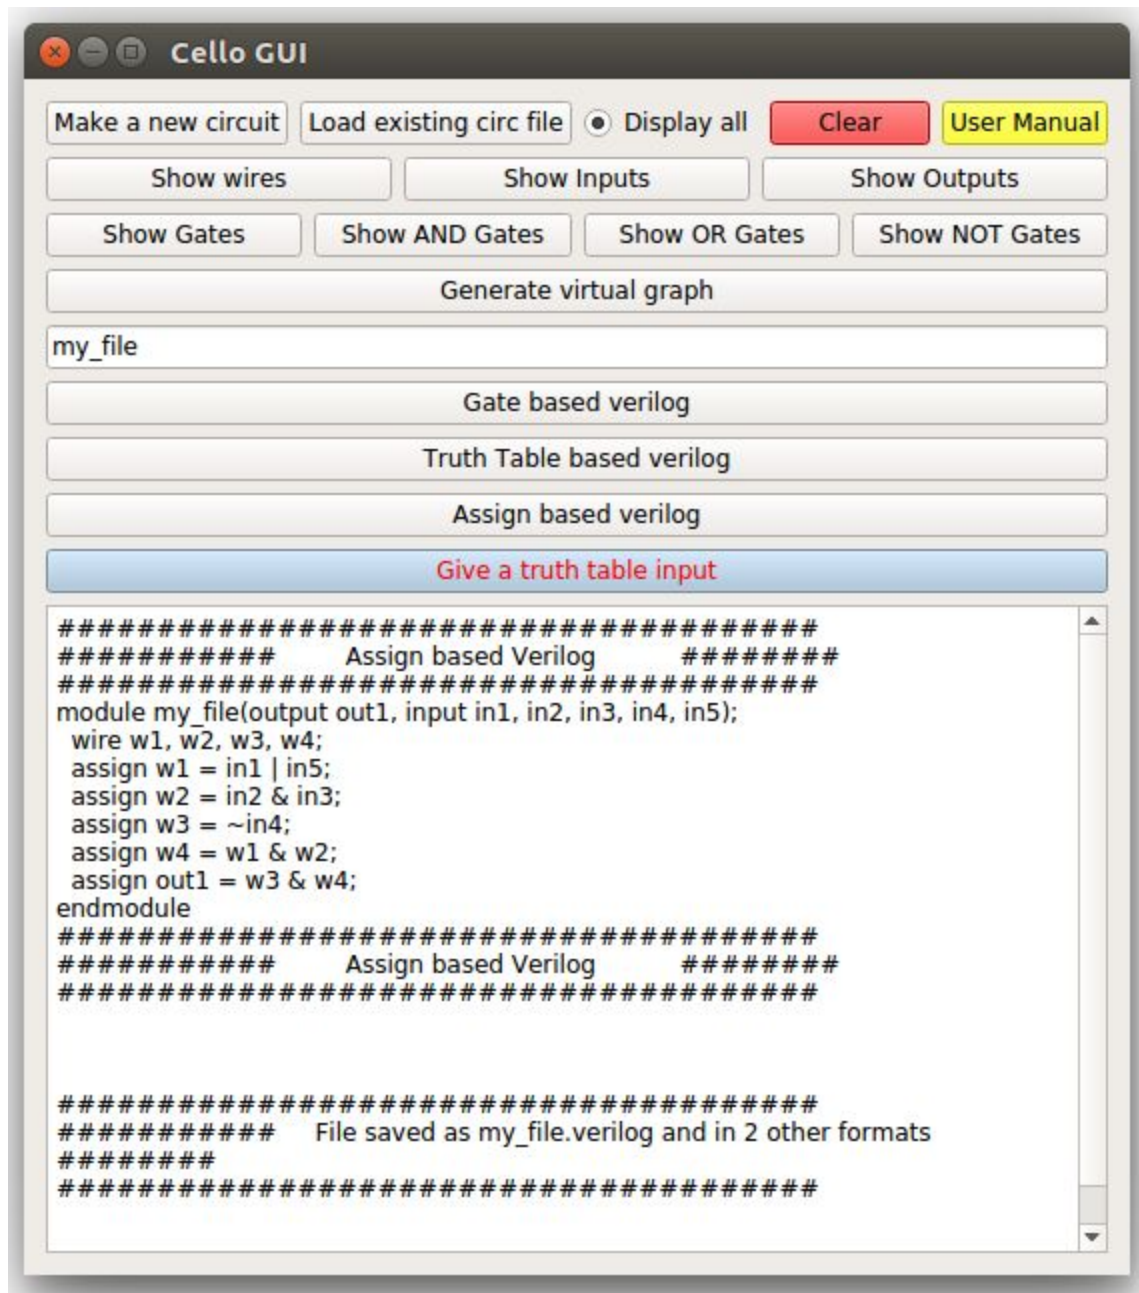 Cello GUI
Make a new circuit Load existing circ file Display all Clear User Manual
Show wires Show Inputs Show Outputs
Show Gates Show AND Gates Show OR Gates Show NOT Gates
Generate virtual graph
my_file
Gate based verilog
Truth Table based verilog
Assign based verilog
Give a truth table input
######################################
########### Assign based Verilog ########
######################################
module my_file(output out1, input in1, in2, in3, in4, in5);
wire w1, w2, w3, w4;
assign w1 = in1 | in5;
assign w2 = in2 & in3;
assign w3 = ~in4;
assign w4 = w1 & w2;
assign out1 = w3 & w4;
endmodule
######################################
########### Assign based Verilog ########
######################################
######################################
########### File saved as my_file.verilog and in 2 other formats
########
######################################